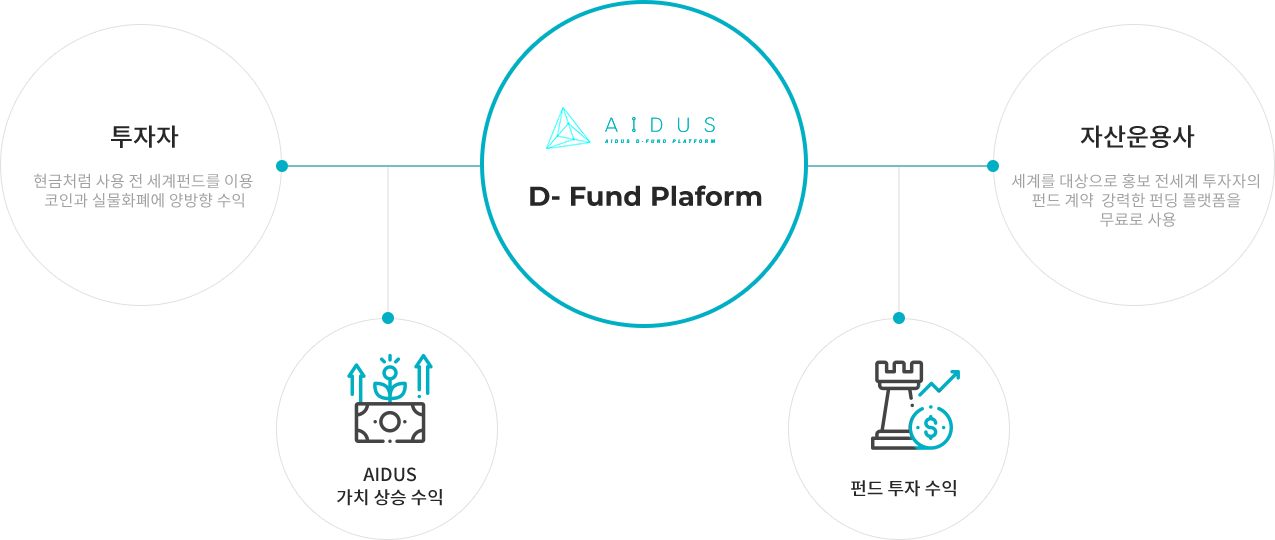 투자자
현금처럼 사용 전 세계펀드를 이용
코인과 실물화폐에 양방향 수익
AIDUS
AIDUS D-FUND PLATFORM
D- Fund Plaform
자산운용사
세계를 대상으로 홍보 전세계 투자자의
펀드 계약 강력한 펀딩 플랫폼을
무료로 사용
AIDUS
가치 상승 수익
$
펀드 투자 수익